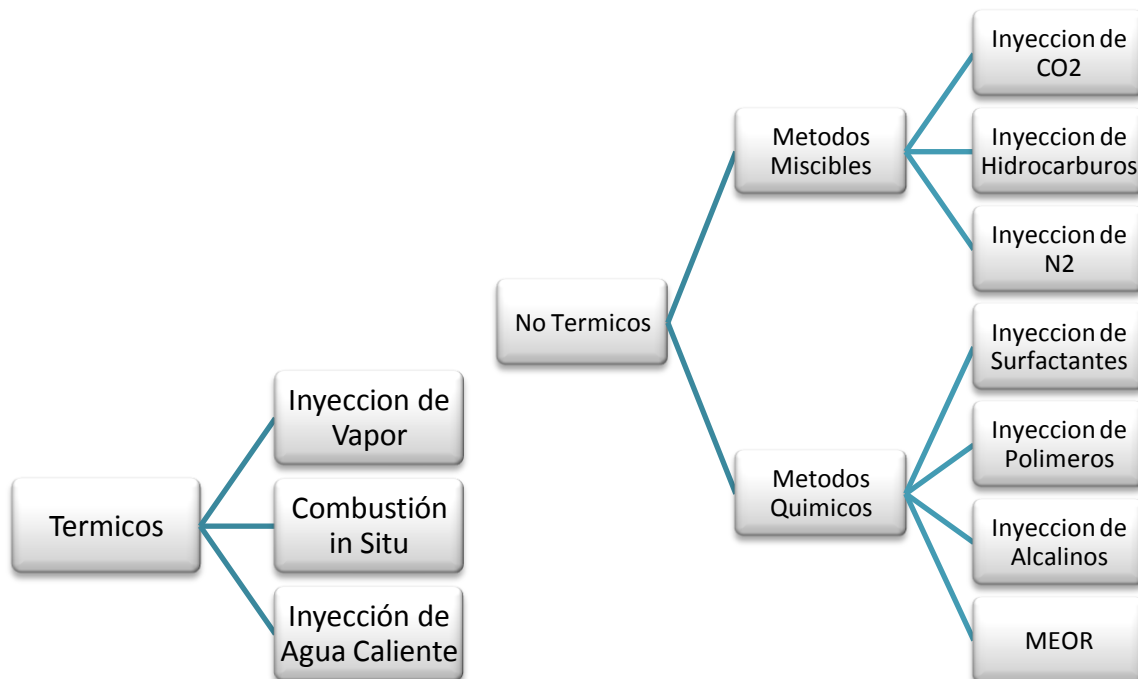 Termicos
Inyeccion de
Vapor
Combustión
in Situ
Inyección de
Agua Caliente
No Termicos
Metodos
Miscibles
Inyeccion de
CO2
Inyeccion de
Hidrocarburos
Inyeccion de
N2
Metodos
Quimicos
Inyeccion de
Surfactantes
Inyeccion de
Polimeros
Inyeccion de
Alcalinos
MEOR